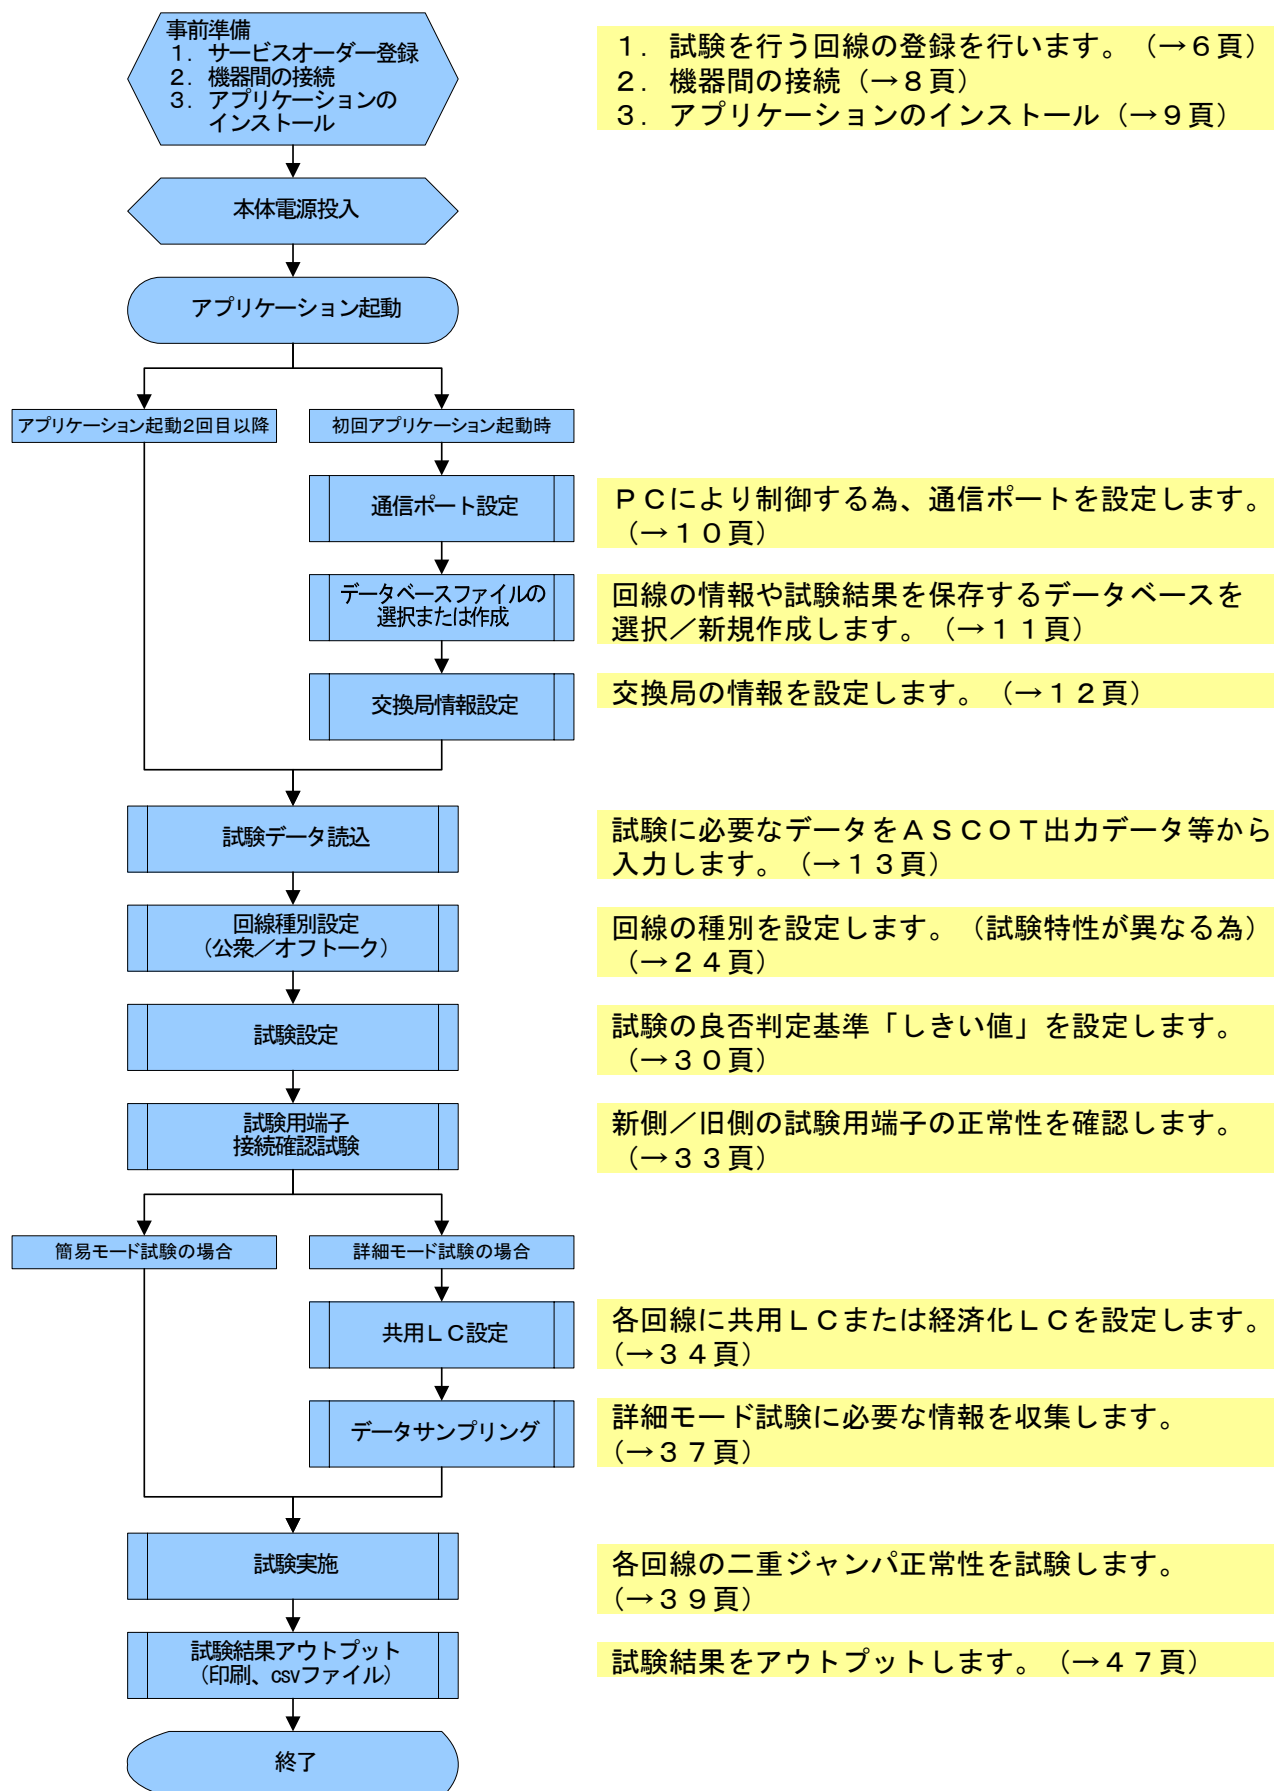 事前準備
1. サービスオーダー登録
2. 機器間の接続
3. アプリケーションの
インストール
1. 試験を行う回線の登録を行います。(→6頁)
2. 機器間の接続(→8頁)
3. アプリケーションのインストール(→9頁)
本体電源投入
アプリケーション起動
アプリケーション起動2回目以降
初回アプリケーション起動時
通信ポート設定
PCにより制御する為、通信ポートを設定します。
(→10頁)
データベースファイルの
選択または作成
回線の情報や試験結果を保存するデータベースを
選択/新規作成します。(→11頁)
交換局情報設定
交換局の情報を設定します。(→12頁)
試験データ読込
試験に必要なデータをASCOT出力データ等から
入力します。(→13頁)
回線種別設定
(公衆/オフトーク)
回線の種別を設定します。(試験特性が異なる為)
(→24頁)
試験設定
試験の良否判定基準「しきい値」を設定します。
(→30頁)
試験用端子
接続確認試験
新側/旧側の試験用端子の正常性を確認します。
(→33頁)
簡易モード試験の場合
詳細モード試験の場合
共用LC設定
各回線に共用LCまたは経済化LCを設定します。
(→34頁)
データサンプリング
詳細モード試験に必要な情報を収集します。
(→37頁)
試験実施
各回線の二重ジャンパ正常性を試験します。
(→39頁)
試験結果アウトプット
(印刷、csvファイル)
試験結果をアウトプットします。(→47頁)
終了